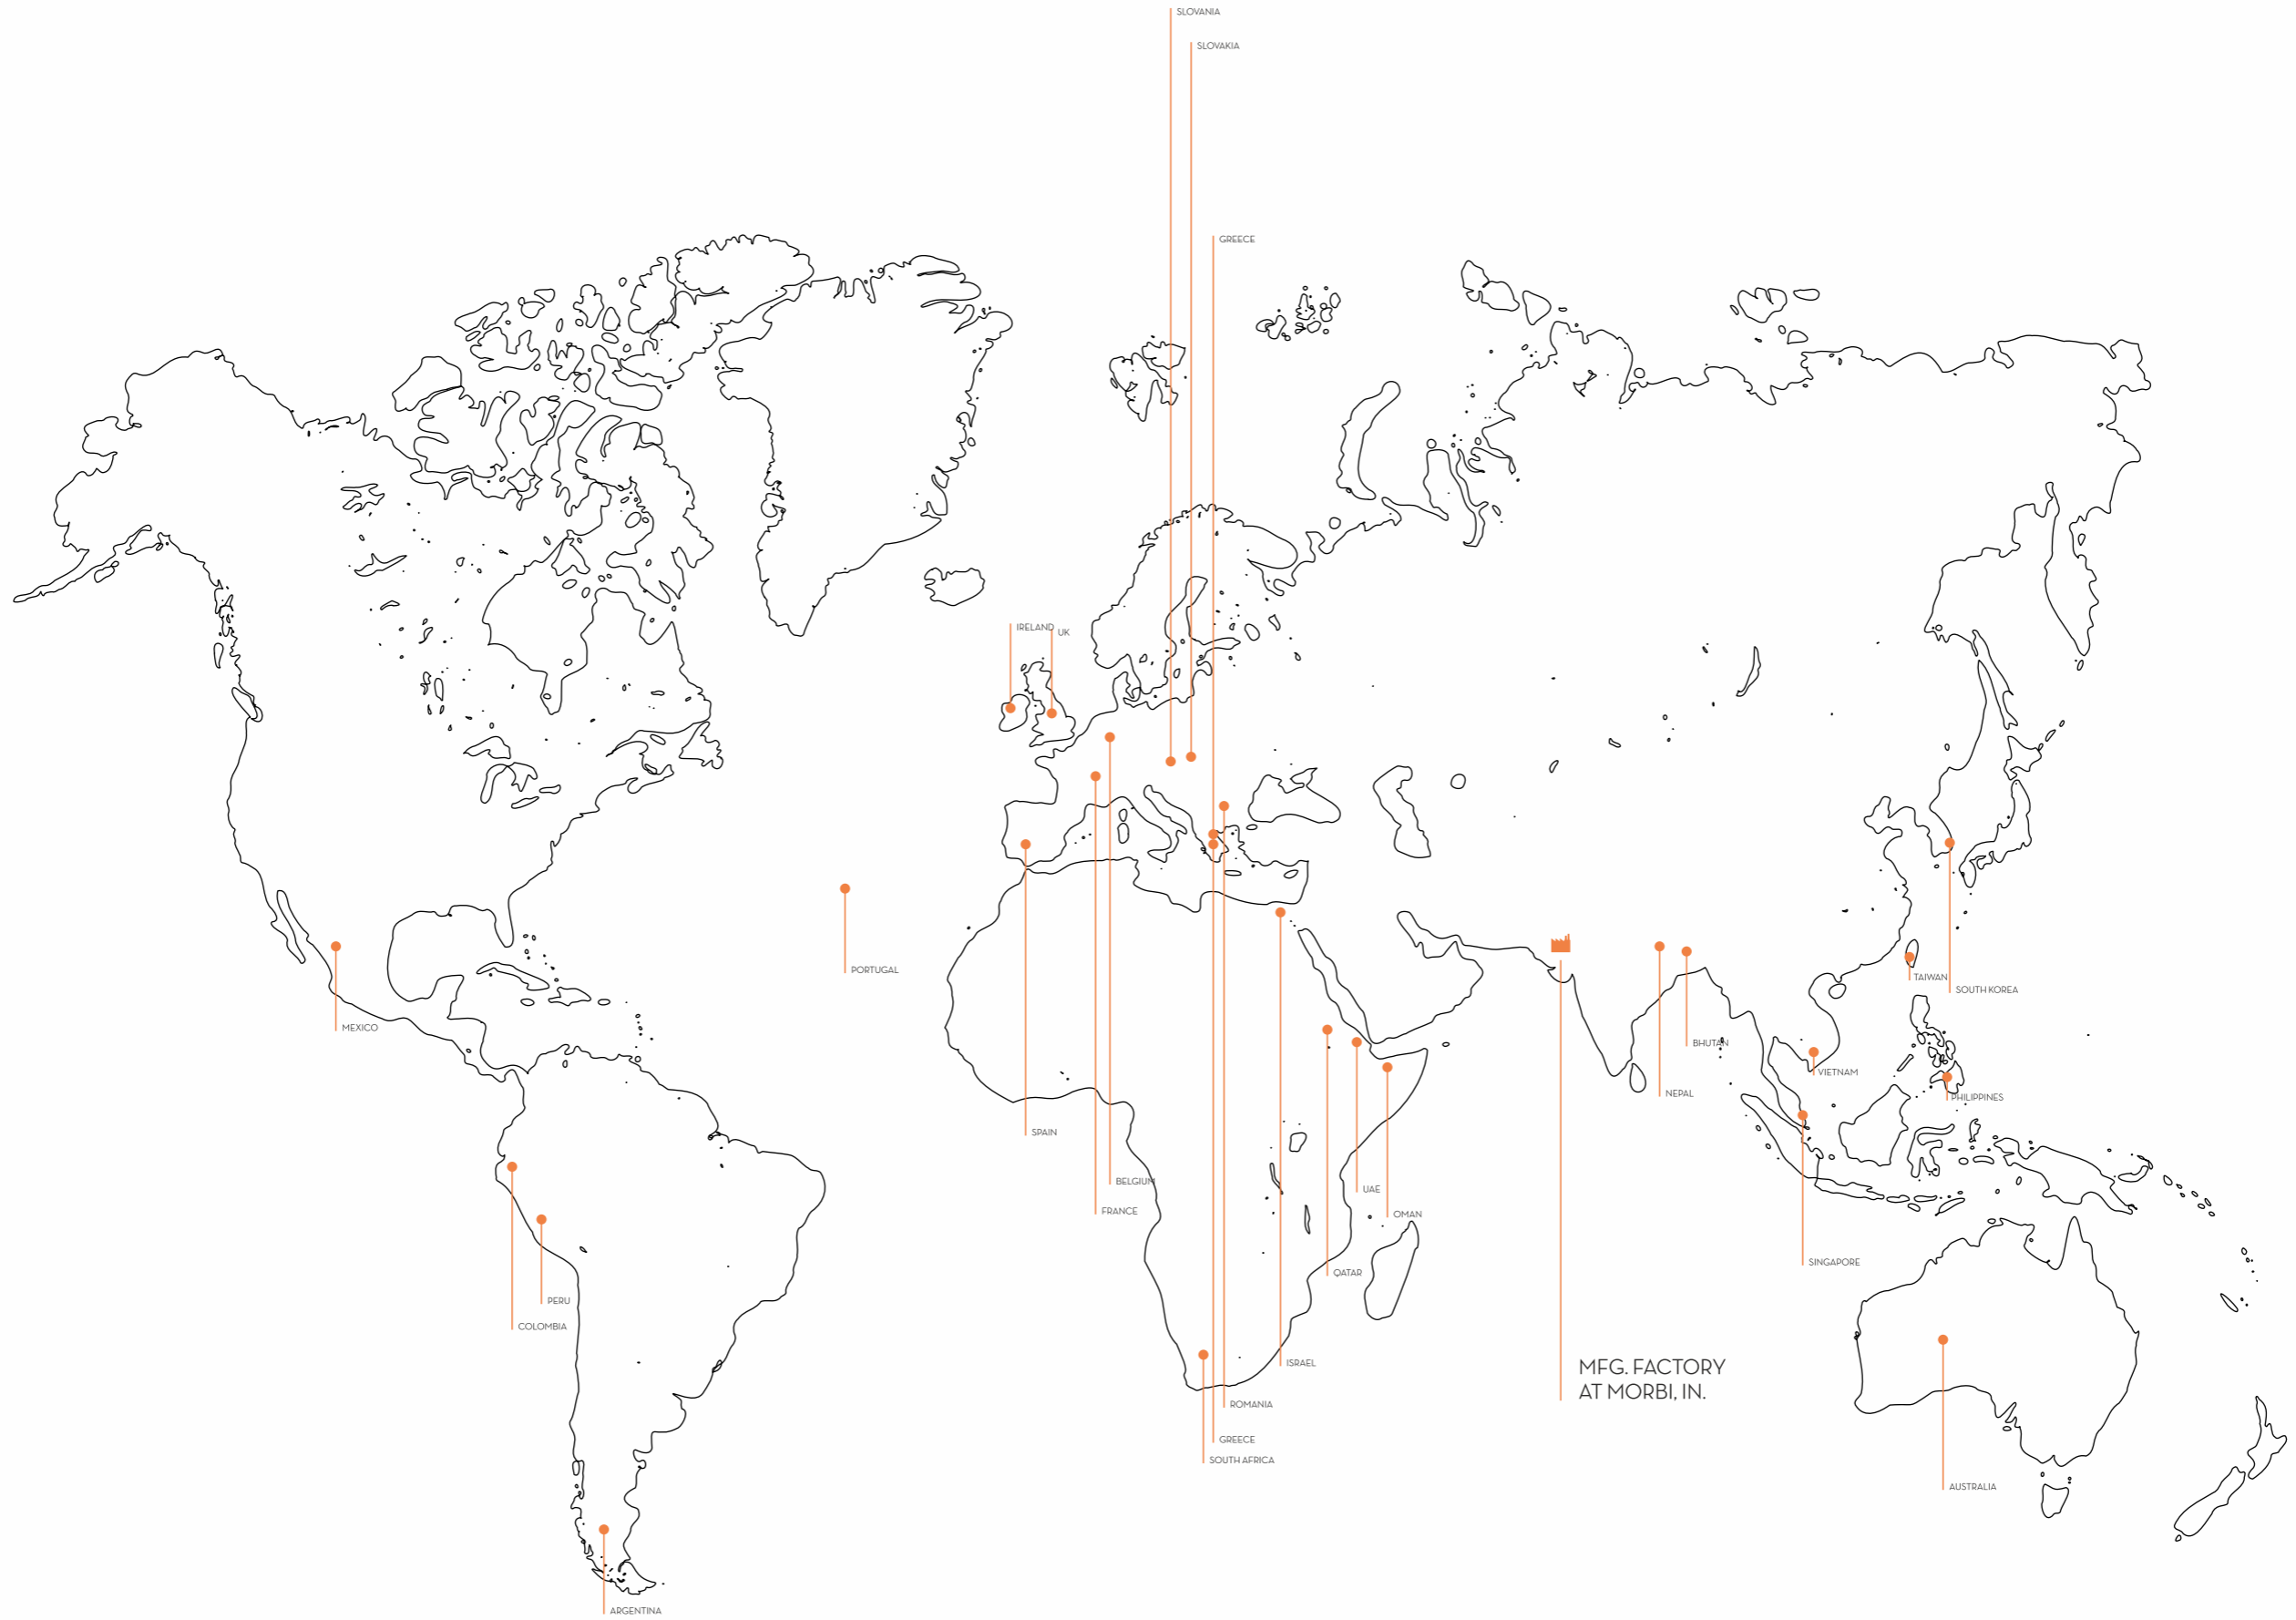 SLOVANIA
SLOVAKIA
GREECE
IRELAND
UK
PORTUGAL
TAIWAN
SOUTH KOREA
MEXICO
BHUTAN
VIETNAM
NEPAL
PHILIPPINES
SPAIN
BELGIUM
UAE
FRANCE
OMAN
SINGAPORE
QATAR
PERU
COLOMBIA
ISRAEL
MFG. FACTORY
AT MORBI, IN.
ROMANIA
GREECE
SOUTH AFRICA
AUSTRALIA
ARGENTINA